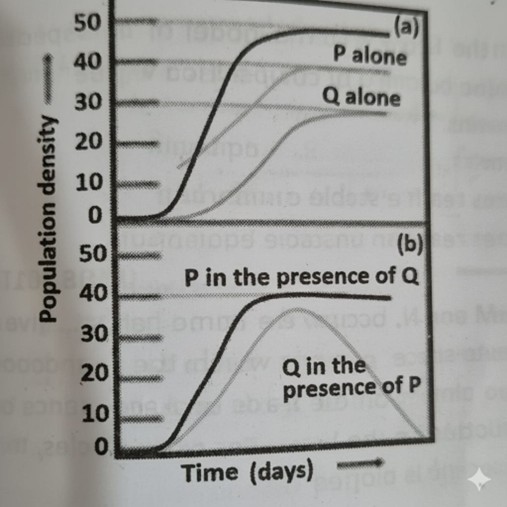 50
(a)
P alone
40
Q alone
30
20
10
0
Population density
50
(b)
P in the presence of Q
40
30
Q in the
presence of P
20
10
0
Time (days)